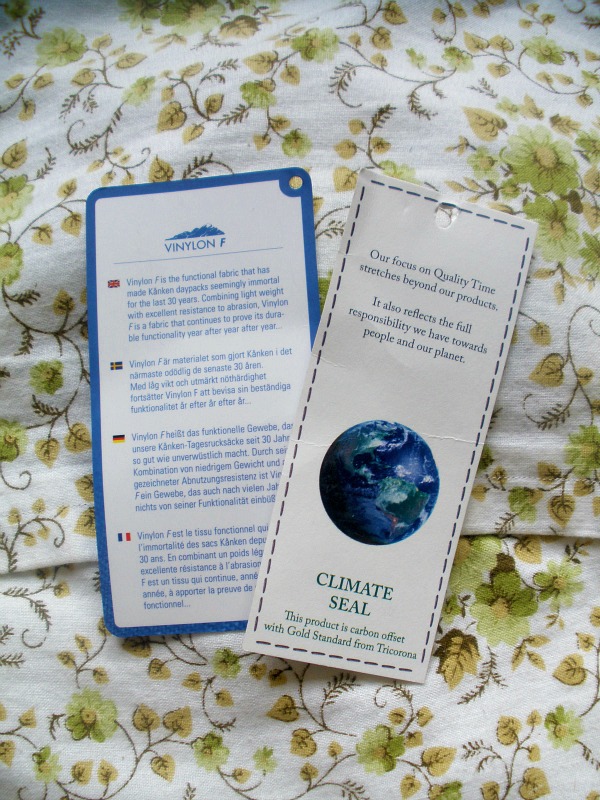 VINYLON F
Vinylon F is the functional fabric that has
made Kånken daypacks seemingly immortal
for the last 30 years. Combining light weight
with excellent resistance to abrasion, Vinylon
F is a fabric that continues to prove its dura-
ble functionality year after year after year...
Vinylon F är materialet som gjort Kånken i det
närmaste odödlig de senaste 30 åren.
Med låg vikt och utmärkt nöthärdighet
fortsätter Vinylon F att bevisa sin beständiga
funktionalitet år efter år efter år...
Vinylon F heißt das funktionelle Gewebe, das
unsere Kånken-Tagesrucksäcke seit 30 Jahr
so gut wie unverwüstlich macht. Durch sei
Kombination von niedrigem Gewicht und a
gezeichneter Abnutzungsresistenz ist Vin
F ein Gewebe, das auch nach vielen Jah
nichts von seiner Funktionalität einbüß
Vinylon F est le tissu fonctionnel qui
l'immortalité des sacs Kånken depu
30 ans. En combinant un poids lég
excellente résistance à l'abrasion
F est un tissu qui continue, anné
année, à apporter la preuve de
fonctionnel...
Our focus on Quality Time
stretches beyond our products.
It also reflects the full
responsibility we have towards
people and our planet.
CLIMATE
SEAL
This product is carbon offset
with Gold Standard from Tricorona